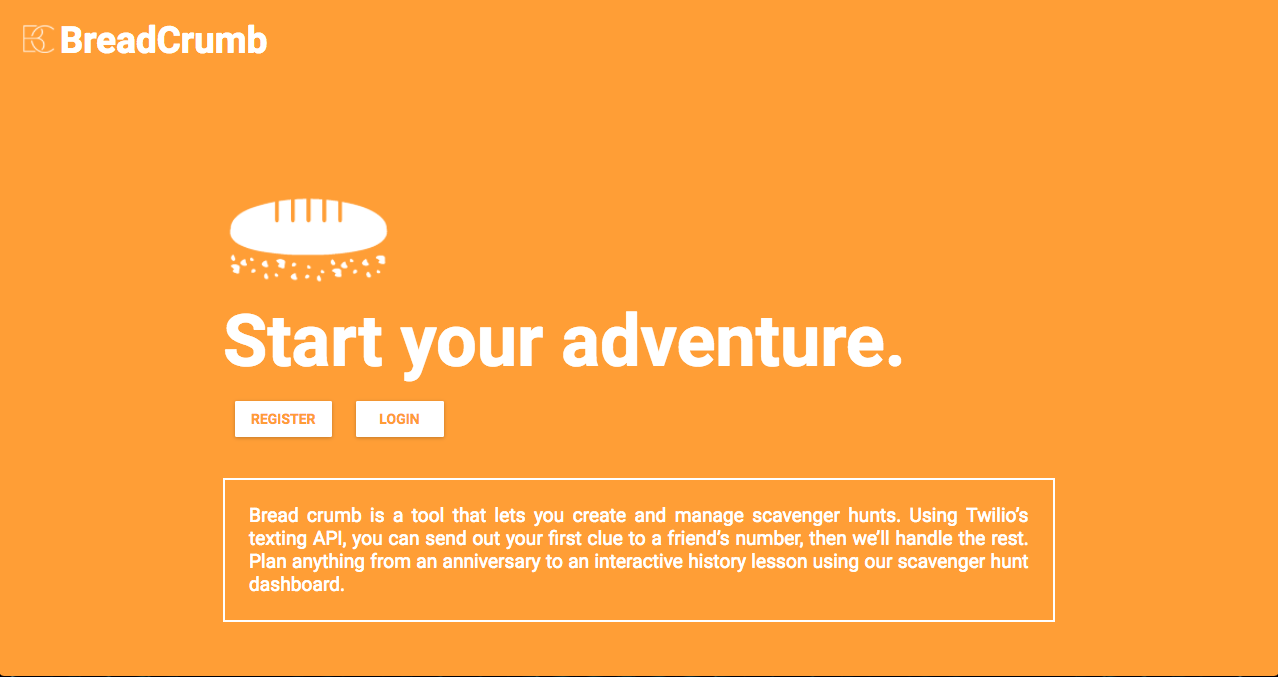 BC BreadCrumb
Start your adventure.
REGISTER LOGIN
Bread crumb is a tool that lets you create and manage scavenger hunts. Using Twilio’s
texting API, you can send out your first clue to a friend’s number, then we’ll handle the rest.
Plan anything from an anniversary to an interactive history lesson using our scavenger hunt
dashboard.